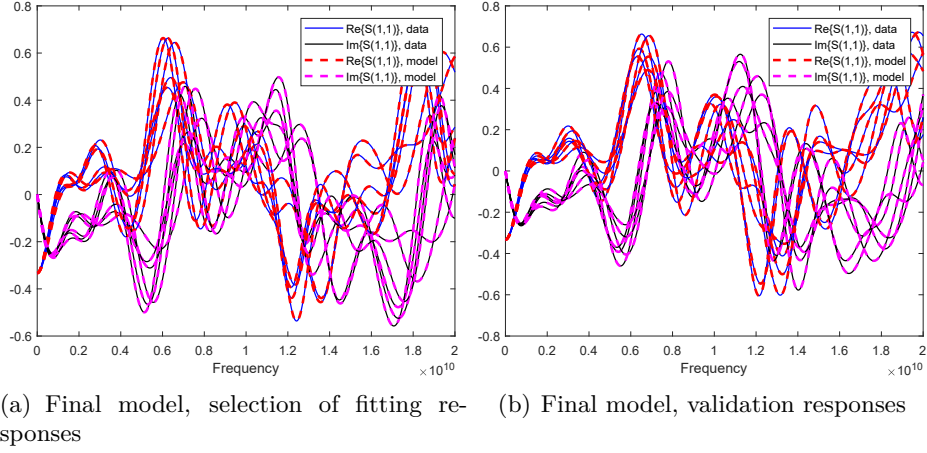 0.8
0.6
0.4
0.2
0
-0.2
-0.4
-0.6
0 0.2 0.4 0.6 0.8 1 1.2 1.4 1.6 1.8 2
Frequency
×10^10
Re{S(1,1)}, data
Im{S(1,1)}, data
Re{S(1,1)}, model
Im{S(1,1)}, model
0.8
0.6
0.4
0.2
0
-0.2
-0.4
-0.6
-0.8
0 0.2 0.4 0.6 0.8 1 1.2 1.4 1.6 1.8 2
Frequency
×10^10
Re{S(1,1)}, data
Im{S(1,1)}, data
Re{S(1,1)}, model
Im{S(1,1)}, model
(a) Final model, selection of fitting re-
sponses
(b) Final model, validation responses